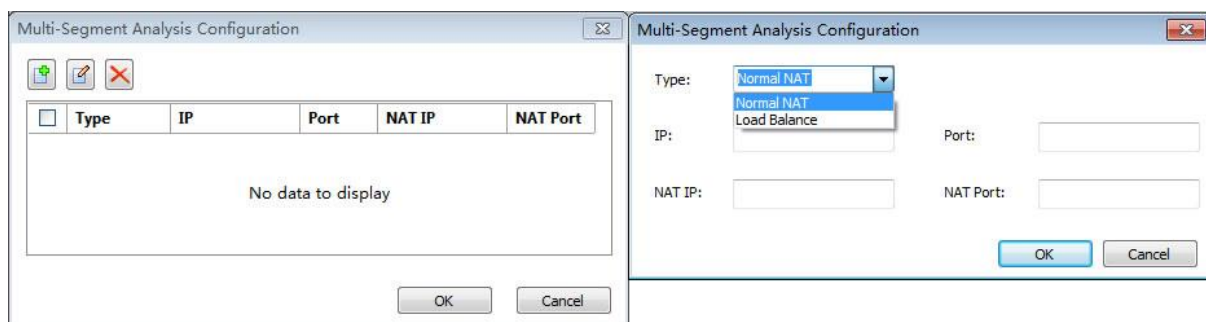 Multi-Segment Analysis Configuration
Type IP Port NAT IP NAT Port
No data to display
OK Cancel
Multi-Segment Analysis Configuration
Type: Normal NAT
Normal NAT
Load Balance
IP: Port:
NAT IP: NAT Port:
OK Cancel